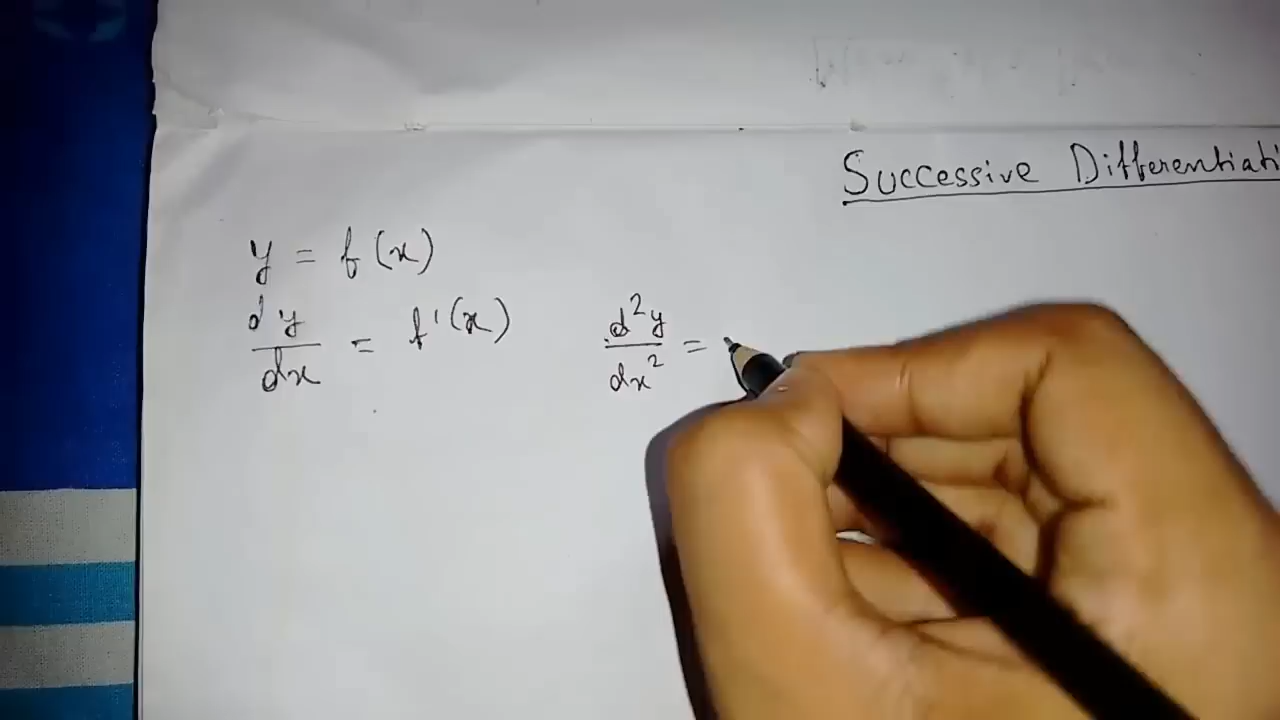 Successive Differentiati
y = f(x)
dy/dx = f'(x) d²y/dx² =